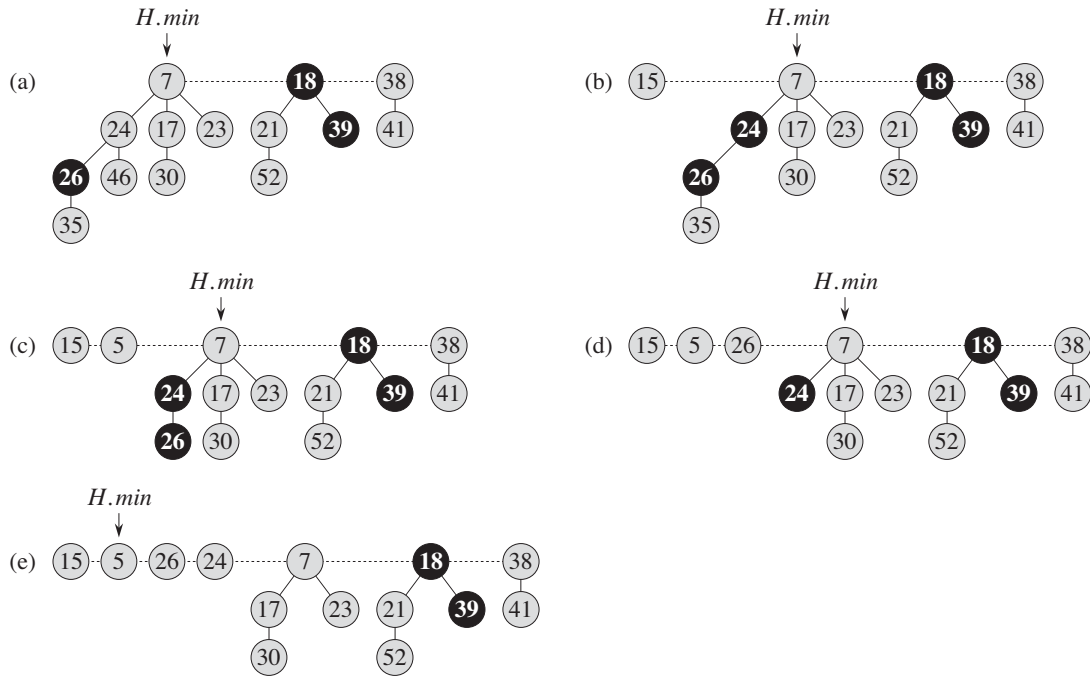 H.min
(a) 7 18 38
24 17 23 21 39 41
26 46 30 52
35
H.min
(b) 15 7 18 38
24 17 23 21 39 41
26 30 52
35
H.min
(c) 15 5 7 18 38
24 17 23 21 39 41
26 30 52
H.min
(d) 15 5 26 7 18 38
24 17 23 21 39 41
30 52
H.min
(e) 15 5 26 24 7 18 38
17 23 21 39 41
30 52